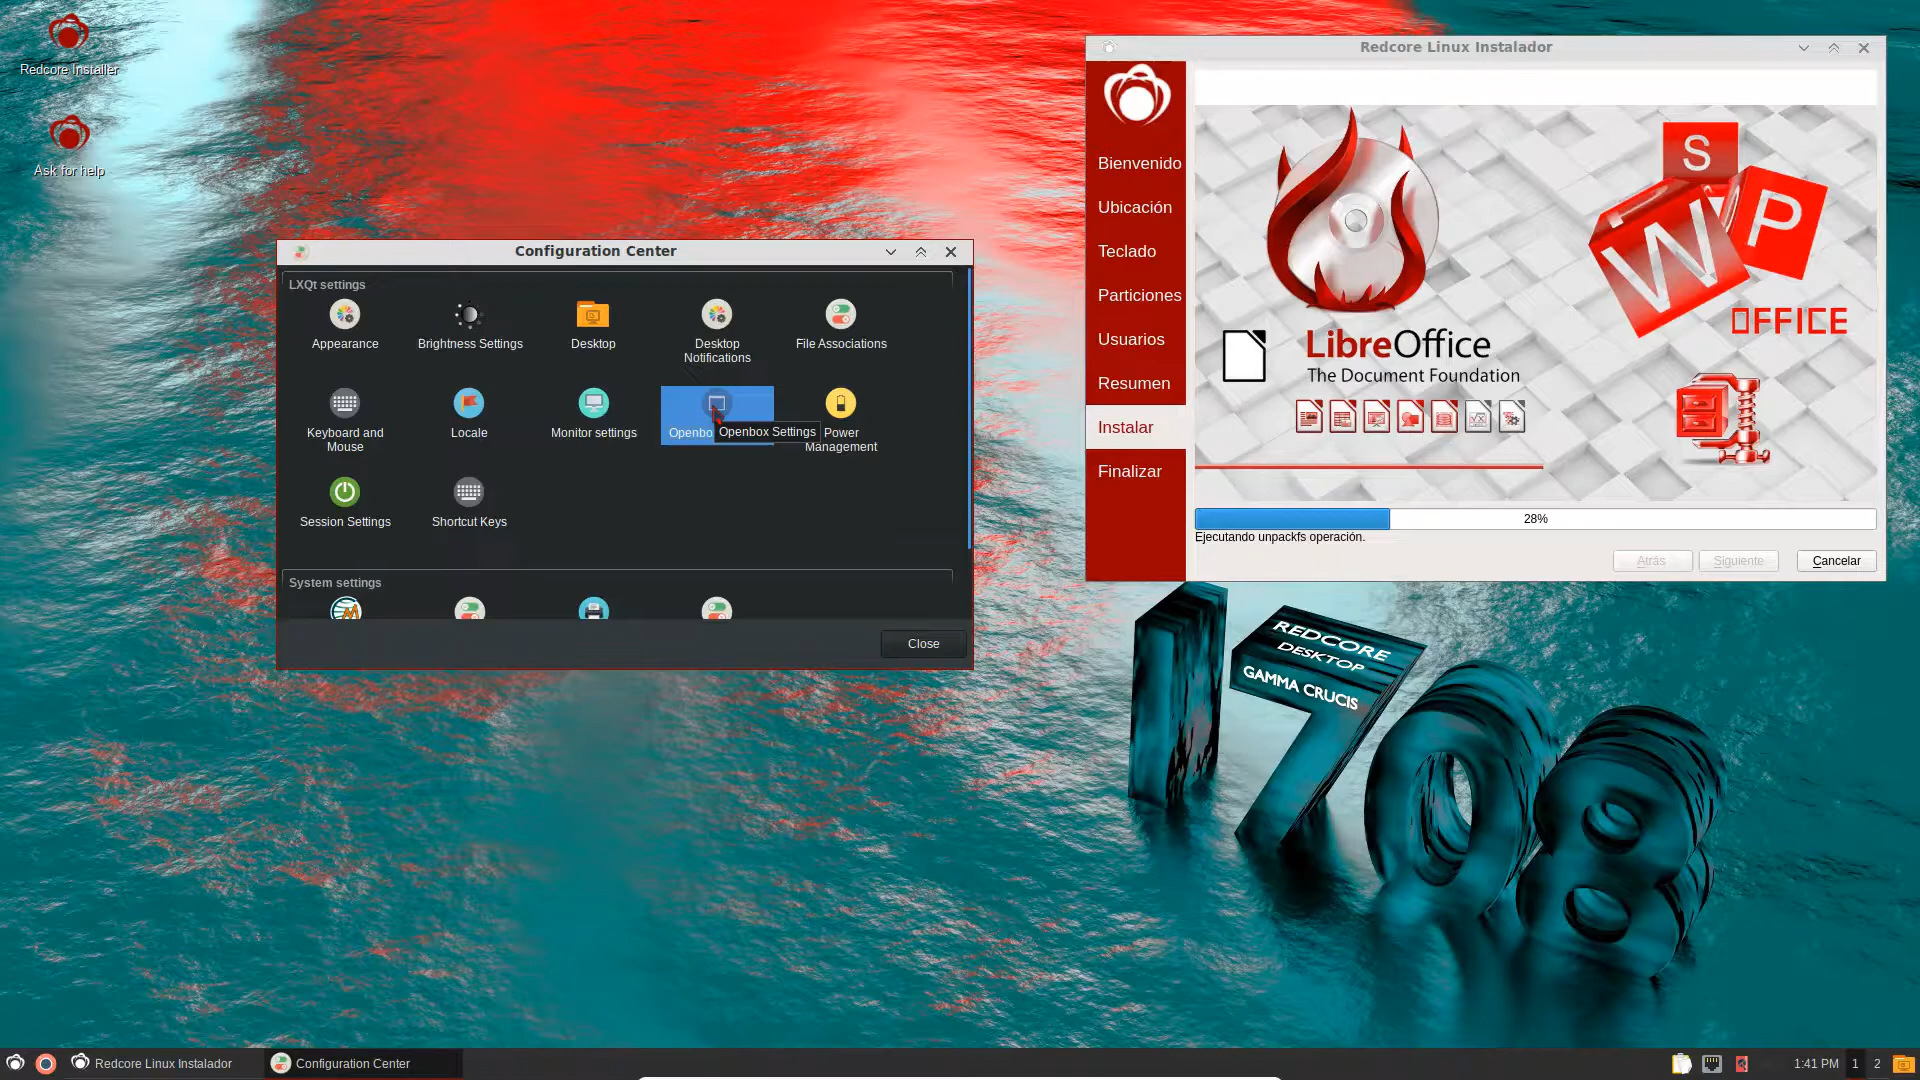 Redcore Installer
Ask for help
Configuration Center
LXQt settings
Appearance
Brightness Settings
Desktop
Desktop
Notifications
File Associations
Keyboard and
Mouse
Locale
Monitor settings
Openbo
Openbox Settings
Power
Management
Session Settings
Shortcut Keys
System settings
Close
Redcore Linux Instalador
Bienvenido
Ubicación
Teclado
Particiones
Usuarios
Resumen
Instalar
Finalizar
LibreOffice
The Document Foundation
S
W
P
OFFICE
28%
Ejecutando unpackfs operación.
Atrás
Siguiente
Cancelar
REDCORE
DESKTOP
GAMMA CRUCIS
1708
Redcore Linux Instalador
Configuration Center
1:41 PM
1
2